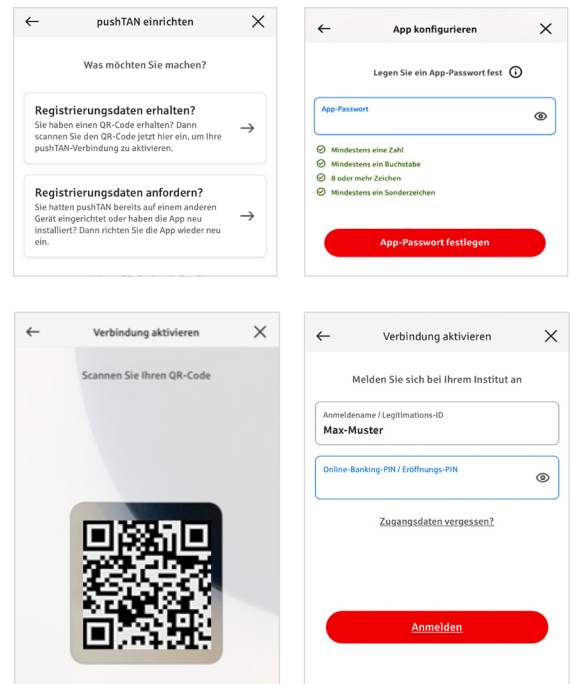 pushTAN einrichten
Was möchten Sie machen?
Registrierungsdaten erhalten?
Sie haben einen QR-Code erhalten? Dann
scannen Sie den QR-Code jetzt hier ein, um Ihre
pushTAN-Verbindung zu aktivieren.
Registrierungsdaten anfordern?
Sie hatten pushTAN bereits auf einem anderen
Gerät eingerichtet oder haben die App neu
installiert? Dann richten Sie die App wieder neu
ein.
App konfigurieren
Legen Sie ein App-Passwort fest
App-Passwort
Mindestens eine Zahl
Mindestens ein Buchstabe
8 oder mehr Zeichen
Mindestens ein Sonderzeichen
App-Passwort festlegen
Verbindung aktivieren
Scannen Sie Ihren QR-Code
Verbindung aktivieren
Melden Sie sich bei Ihrem Institut an
Anmeldename / Legitimations-ID
Max-Muster
Online-Banking-PIN / Eröffnungs-PIN
Zugangsdaten vergessen?
Anmelden